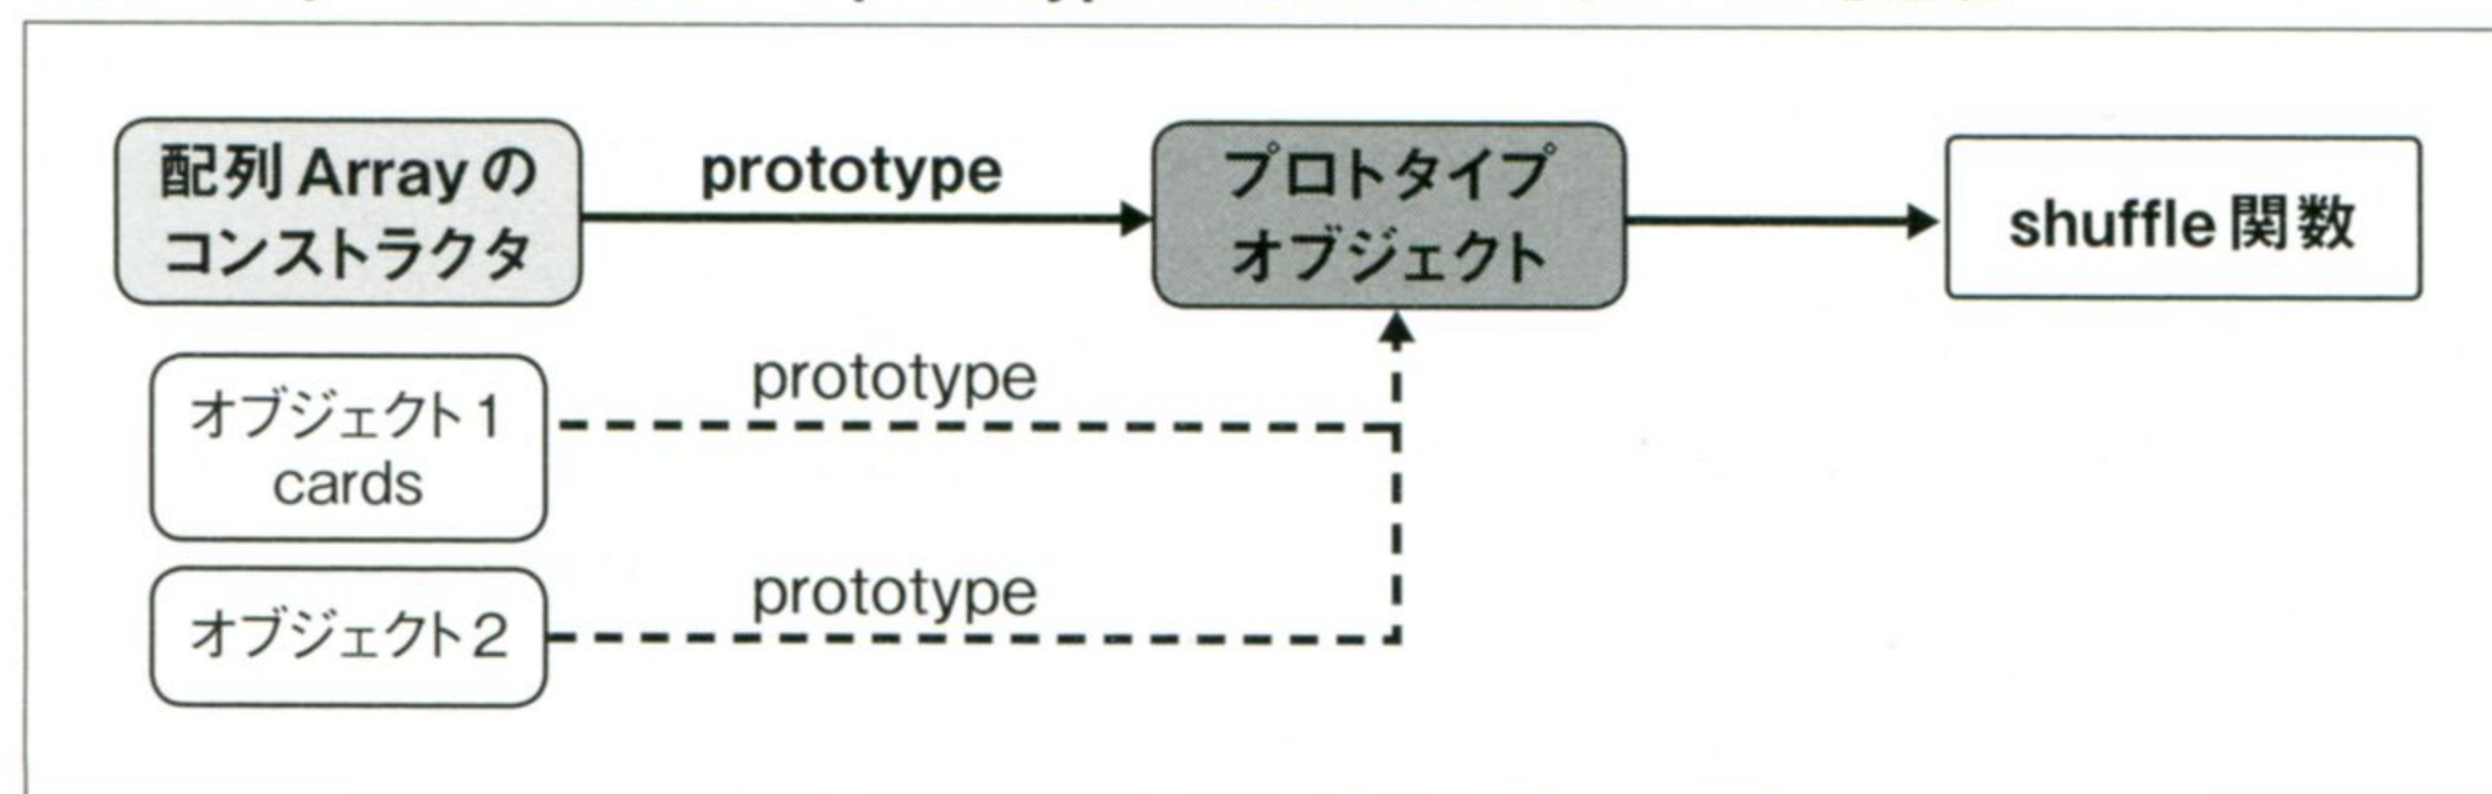 配列 Array の
コンストラクタ
prototype
プロトタイプ
オブジェクト
shuffle 関数
prototype
オブジェクト 1
cards
prototype
オブジェクト 2